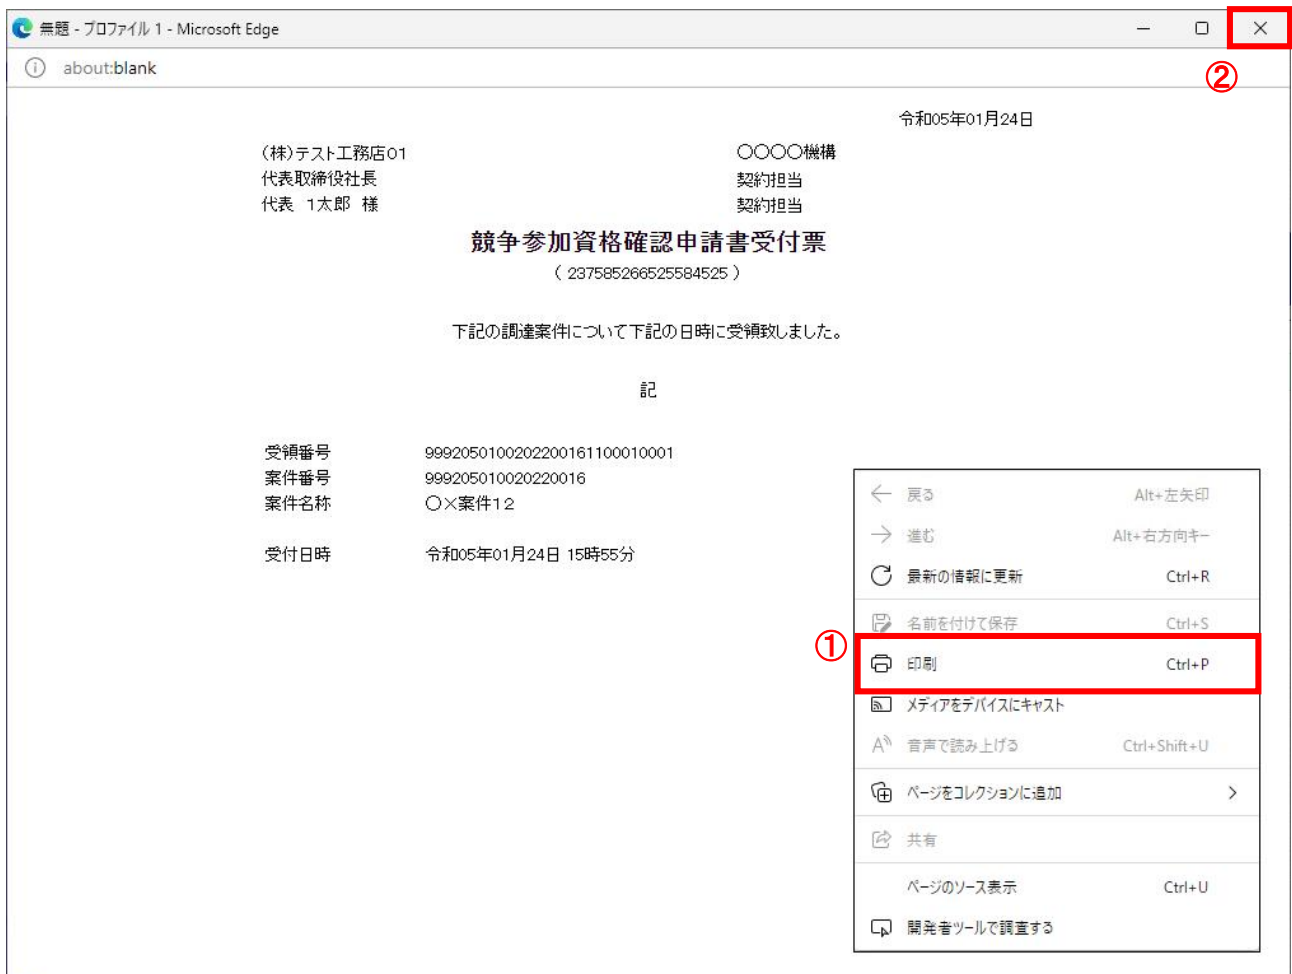 無題 - プロファイル 1 - Microsoft Edge
②
about:blank
令和05年01月24日
(株)テスト工務店01
代表取締役社長
代表 1太郎 様
〇〇〇〇機構
契約担当
契約担当
競争参加資格確認申請書受付票
( 237585266525584525 )
下記の調達案件について下記の日時に受領致しました。
記
受領番号 9992050100202200161100010001
案件番号 999205010020220016
案件名称 〇×案件12
受付日時 令和05年01月24日 15時55分
戻る Alt+左矢印
進む Alt+右方向キー
最新の情報に更新 Ctrl+R
名前を付けて保存 Ctrl+S
①
印刷 Ctrl+P
メディアをデバイスにキャスト
音声で読み上げる Ctrl+Shift+U
ページをコレクションに追加
共有
ページのソース表示 Ctrl+U
開発者ツールで調査する